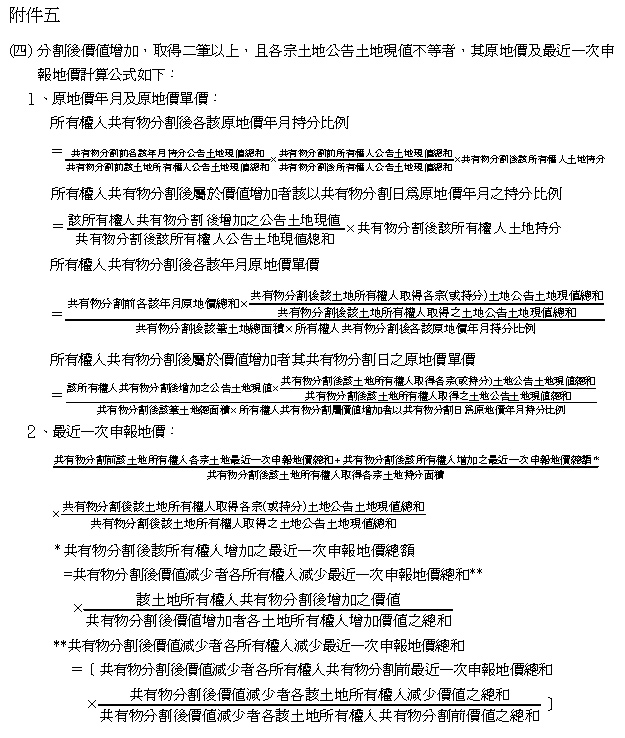 附件五
(四) 分割後價值增加，取得二筆以上，且各宗土地公告土地現值不等者，其原地價及最近一次申
報地價計算公式如下：
1、原地價年月及原地價單價：
所有權人共有物分割後各該原地價年月持分比例
＝ 共有物分割前各該年月持分公告土地現值總和
共有物分割前該土地所有權人公告土地現值總和
× 共有物分割前所有權人公告土地現值總和
共有物分割後所有權人公告土地現值總和
×共有物分割後該所有權人土地持分
所有權人共有物分割後屬於價值增加者該以共有物分割日為原地價年月之持分比例
＝ 該所有權人共有物分割後增加之公告土地現值
共有物分割後該所有權人公告土地現值總和
×共有物分割後該所有權人土地持分
所有權人共有物分割後各該年月原地價單價
＝ 共有物分割前各該年月原地價總和×
共有物分割後該土地所有權人取得各宗(或持分)土地公告土地現值總和
共有物分割後該土地所有權人取得之土地公告土地現值總和
共有物分割後該筆土地總面積×所有權人共有物分割後各該原地價年月持分比例
所有權人共有物分割後屬於價值增加者其共有物分割日之原地價單價
＝ 該所有權人共有物分割後增加之公告土地現值×
共有物分割後該土地所有權人取得各宗(或持分)土地公告土地現值總和
共有物分割後該土地所有權人取得之土地公告土地現值總和
共有物分割後該筆土地總面積×所有權人共有物分割屬價值增加者以共有物分割日為原地價年月持分比例
2、最近一次申報地價：
共有物分割前該土地所有權人各宗土地最近一次申報地價總和+共有物分割後該所有權人增加之最近一次申報地價總額*
共有物分割後該土地所有權人取得各宗土地持分面積
× 共有物分割後該土地所有權人取得各宗(或持分)土地公告土地現值總和
共有物分割後該土地所有權人取得之土地公告土地現值總和
*共有物分割後該所有權人增加之最近一次申報地價總額
=共有物分割後價值減少者各所有權人減少最近一次申報地價總和**
× 該土地所有權人共有物分割後增加之價值
共有物分割後價值增加者各土地所有權人增加價值之總和
**共有物分割後價值減少者各所有權人減少最近一次申報地價總和
＝〔共有物分割後價值減少者各所有權人共有物分割前最近一次申報地價總和
× 共有物分割後價值減少者各該土地所有權人減少價值之總和
共有物分割後價值減少者各該土地所有權人共有物分割前價值之總和 〕